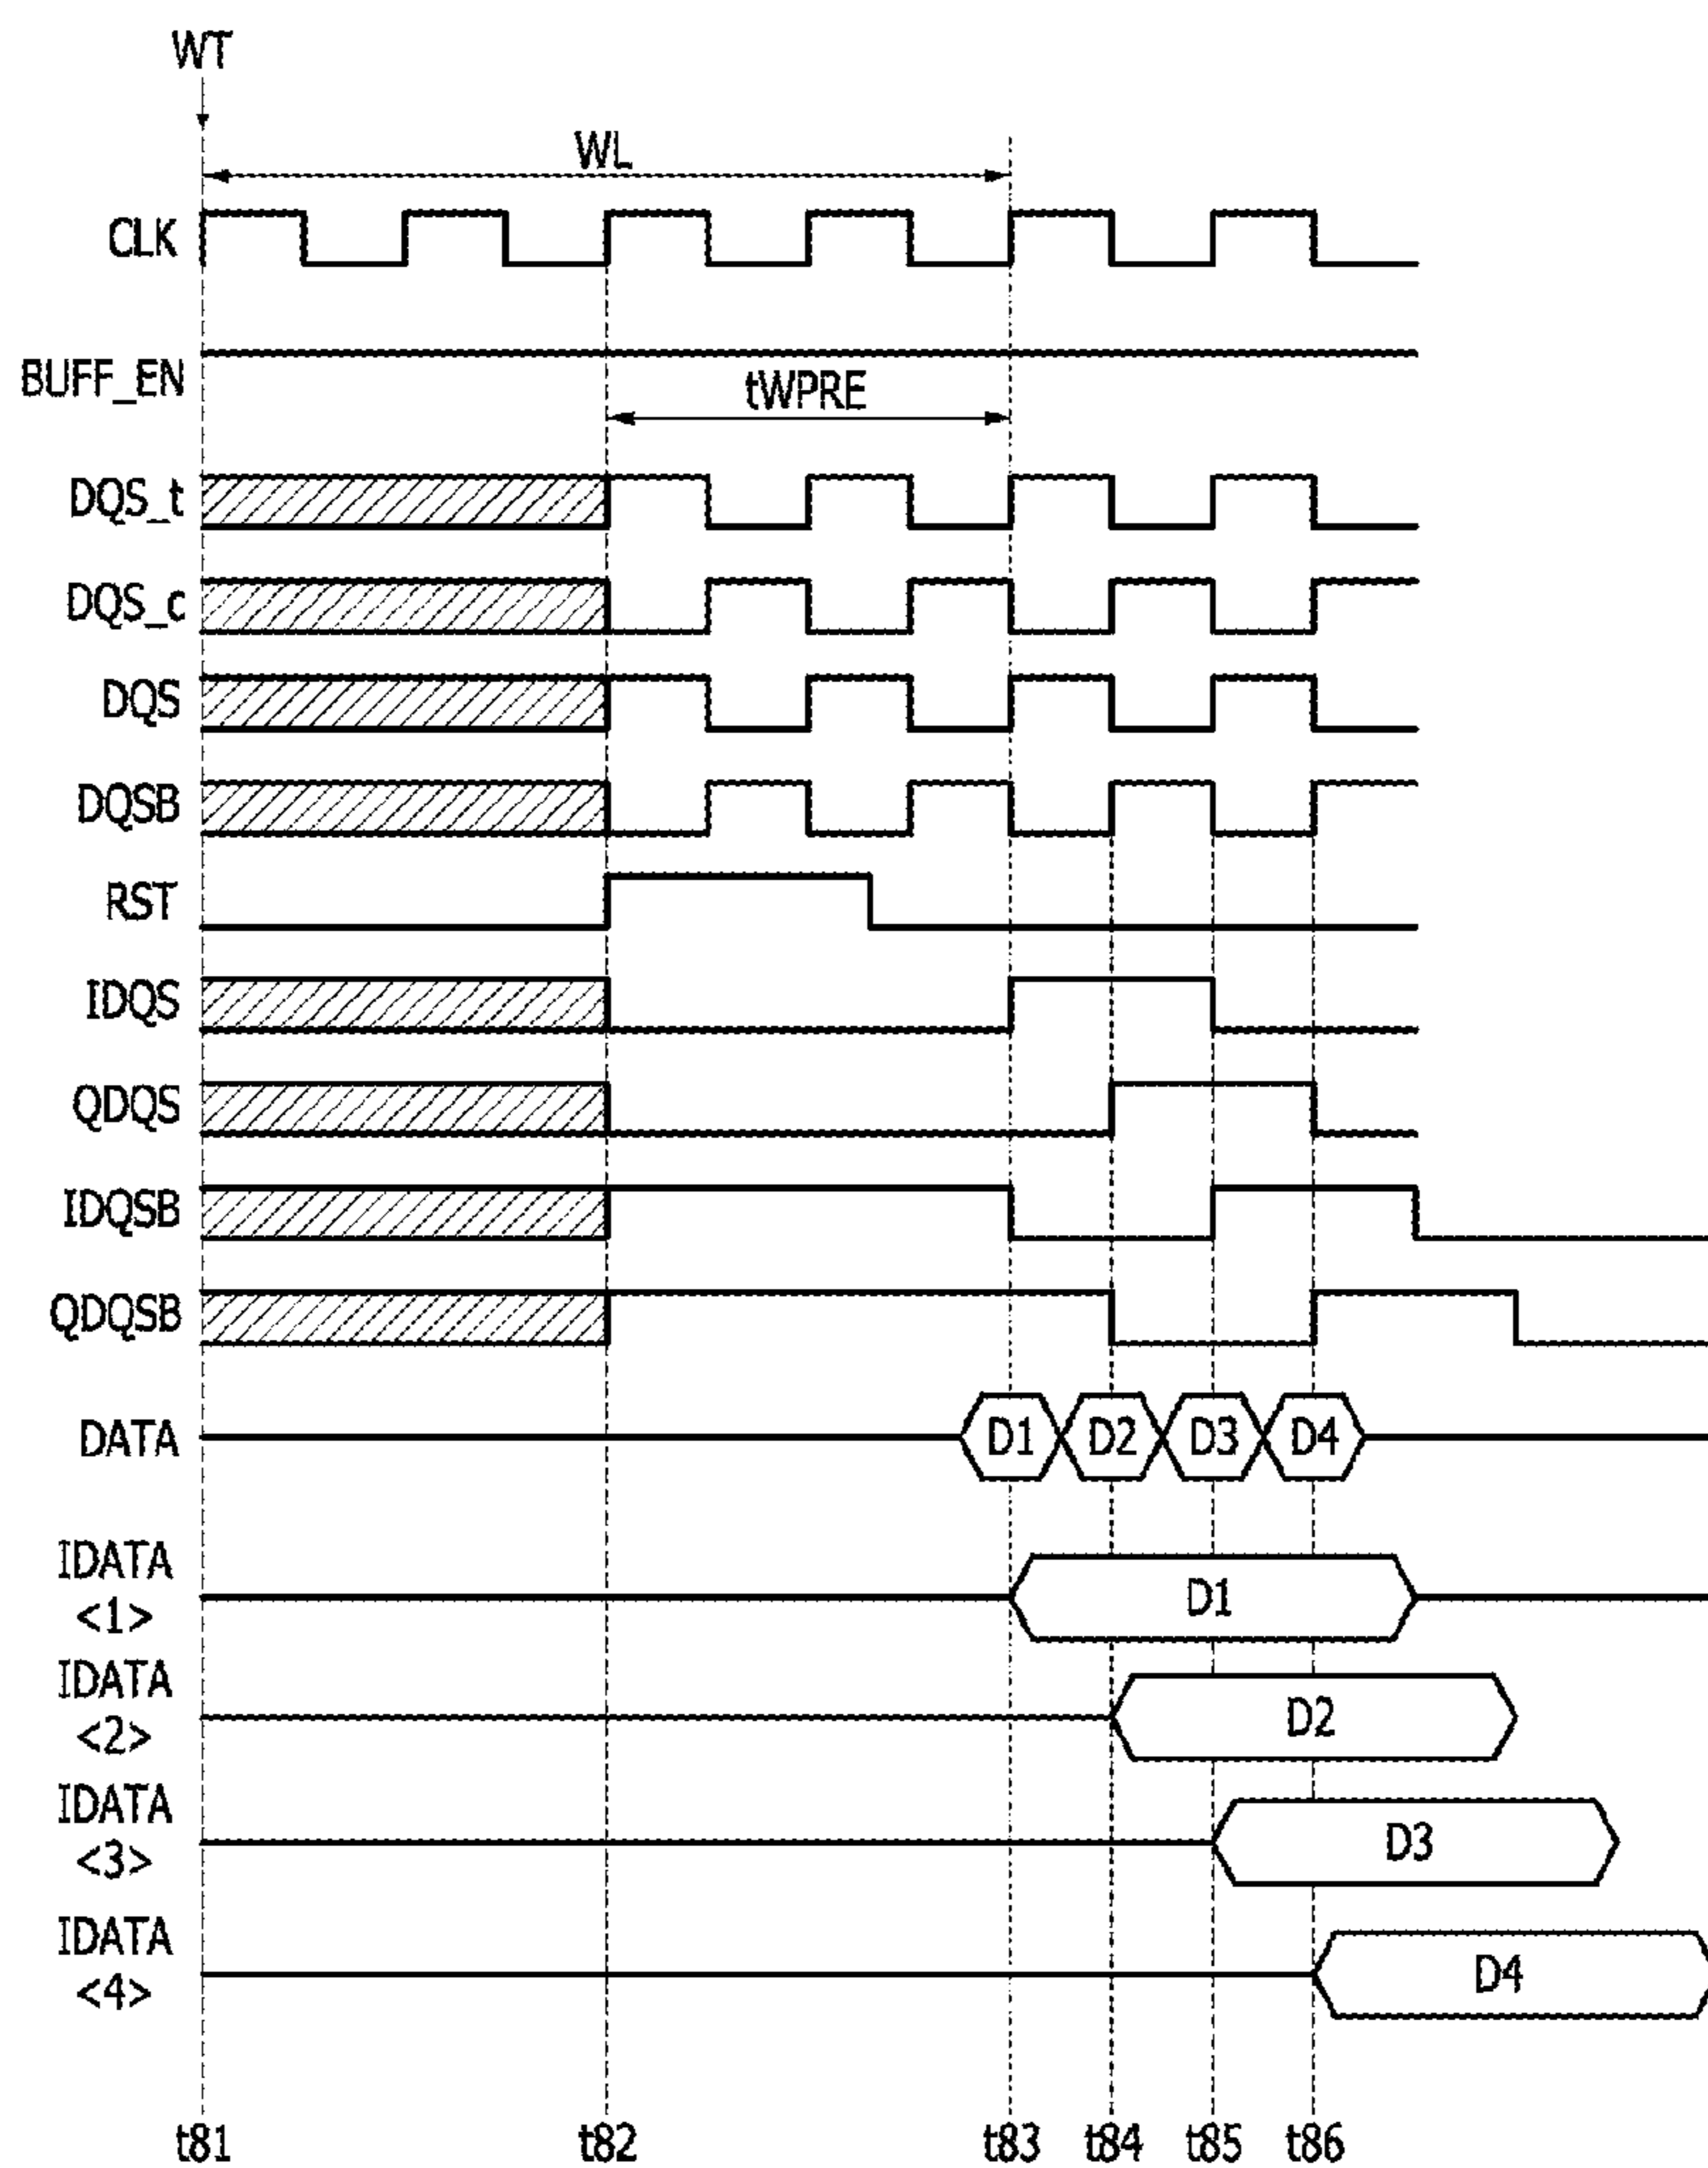 WT
WL
CLK
BUFF_EN
tWPRE
DQS_t
DQS_c
DQS
DQSB
RST
IDQS
QDQS
IDQSB
QDQSB
DATA D1 D2 D3 D4
IDATA
<1>
D1
IDATA
<2>
D2
IDATA
<3>
D3
IDATA
<4>
D4
t81 t82 t83 t84 t85 t86